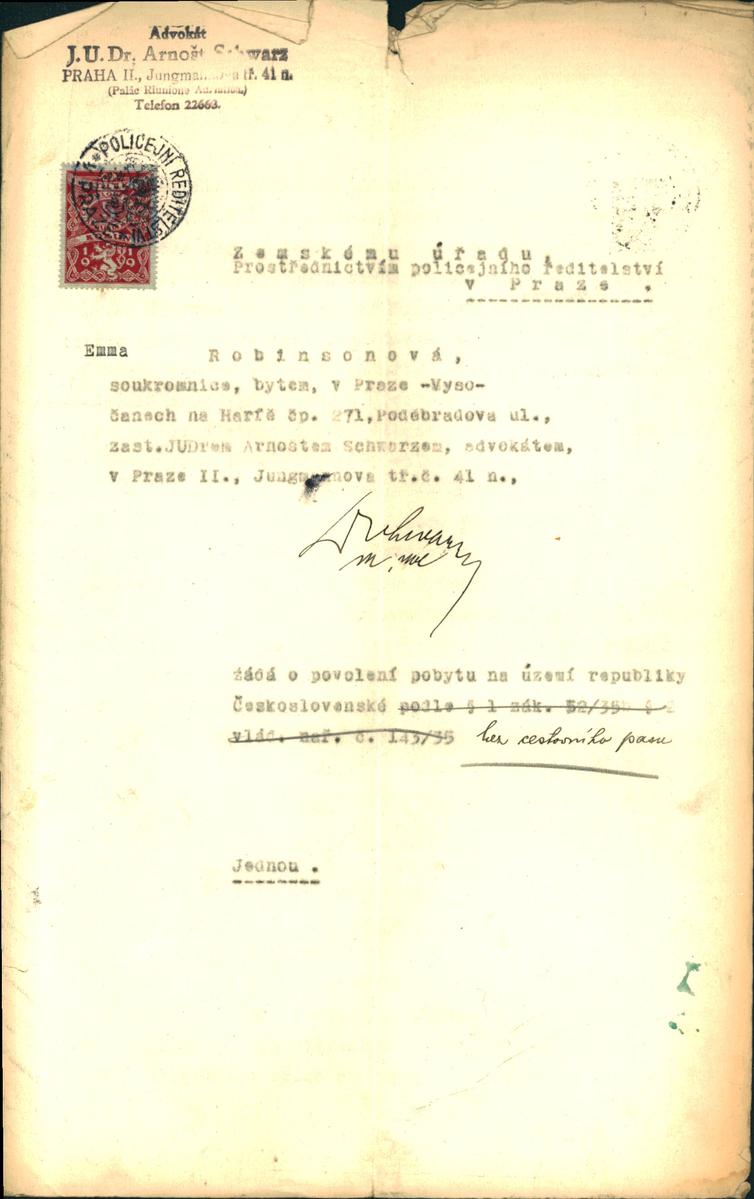 Advokát
J.U.Dr. Arnošt Schwarz
PRAHA II., Jungmannova tř. 41 n.
(Palác Riunione Adriatica.)
Telefon 22663.
POLICEJNÍ ŘEDITELSTVÍ
Zemskému úřadu,
Prostřednictvím policejního ředitelství
v Praze.
Emma Robinsonová,
soukromnice, bytem, v Praze -Vyso-
čanech na Harfě čp. 271,Poděbradova ul.,
zast.JUDrem Arnoštem Schwarzem, advokátem,
v Praze II., Jungmannova tř.č. 41 n.,
žádá o povolení pobytu na území republiky
Československé podle § 1 zák. 52/35 §
vlád. nař. č. 143/35 bez cestovního pasu
Jednou.